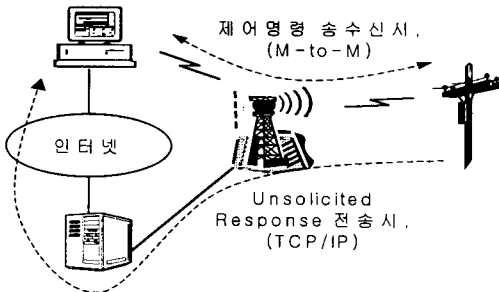 제어명령 송수신시,
(M-to-M)
인터넷
Unsolicited
Response 전송시,
(TCP/IP)